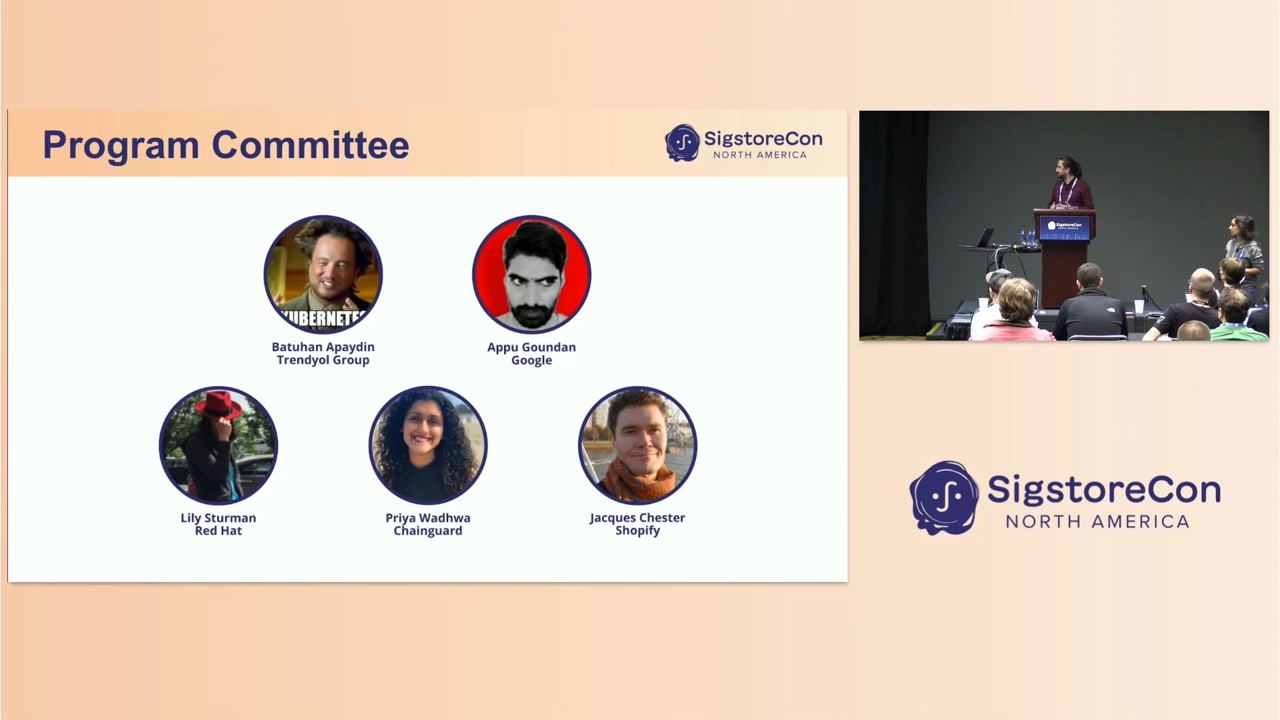 Program Committee
SigstoreCon
NORTH AMERICA
KUBERNETES
Batuhan Apaydin
Trendyol Group
Appu Goundan
Google
Lily Sturman
Red Hat
Priya Wadhwa
Chainguard
Jacques Chester
Shopify
SigstoreCon
SigstoreCon
NORTH AMERICA